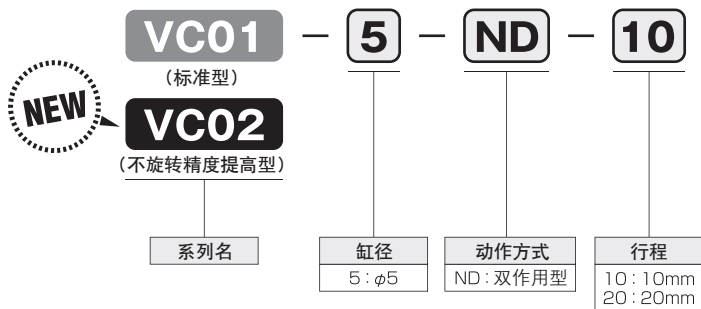 VC01 － 5 － ND － 10
(标准型)
NEW
VC02
(不旋转精度提高型)
系列名
缸径
5：φ5
动作方式
ND：双作用型
行程
10：10mm
20：20mm